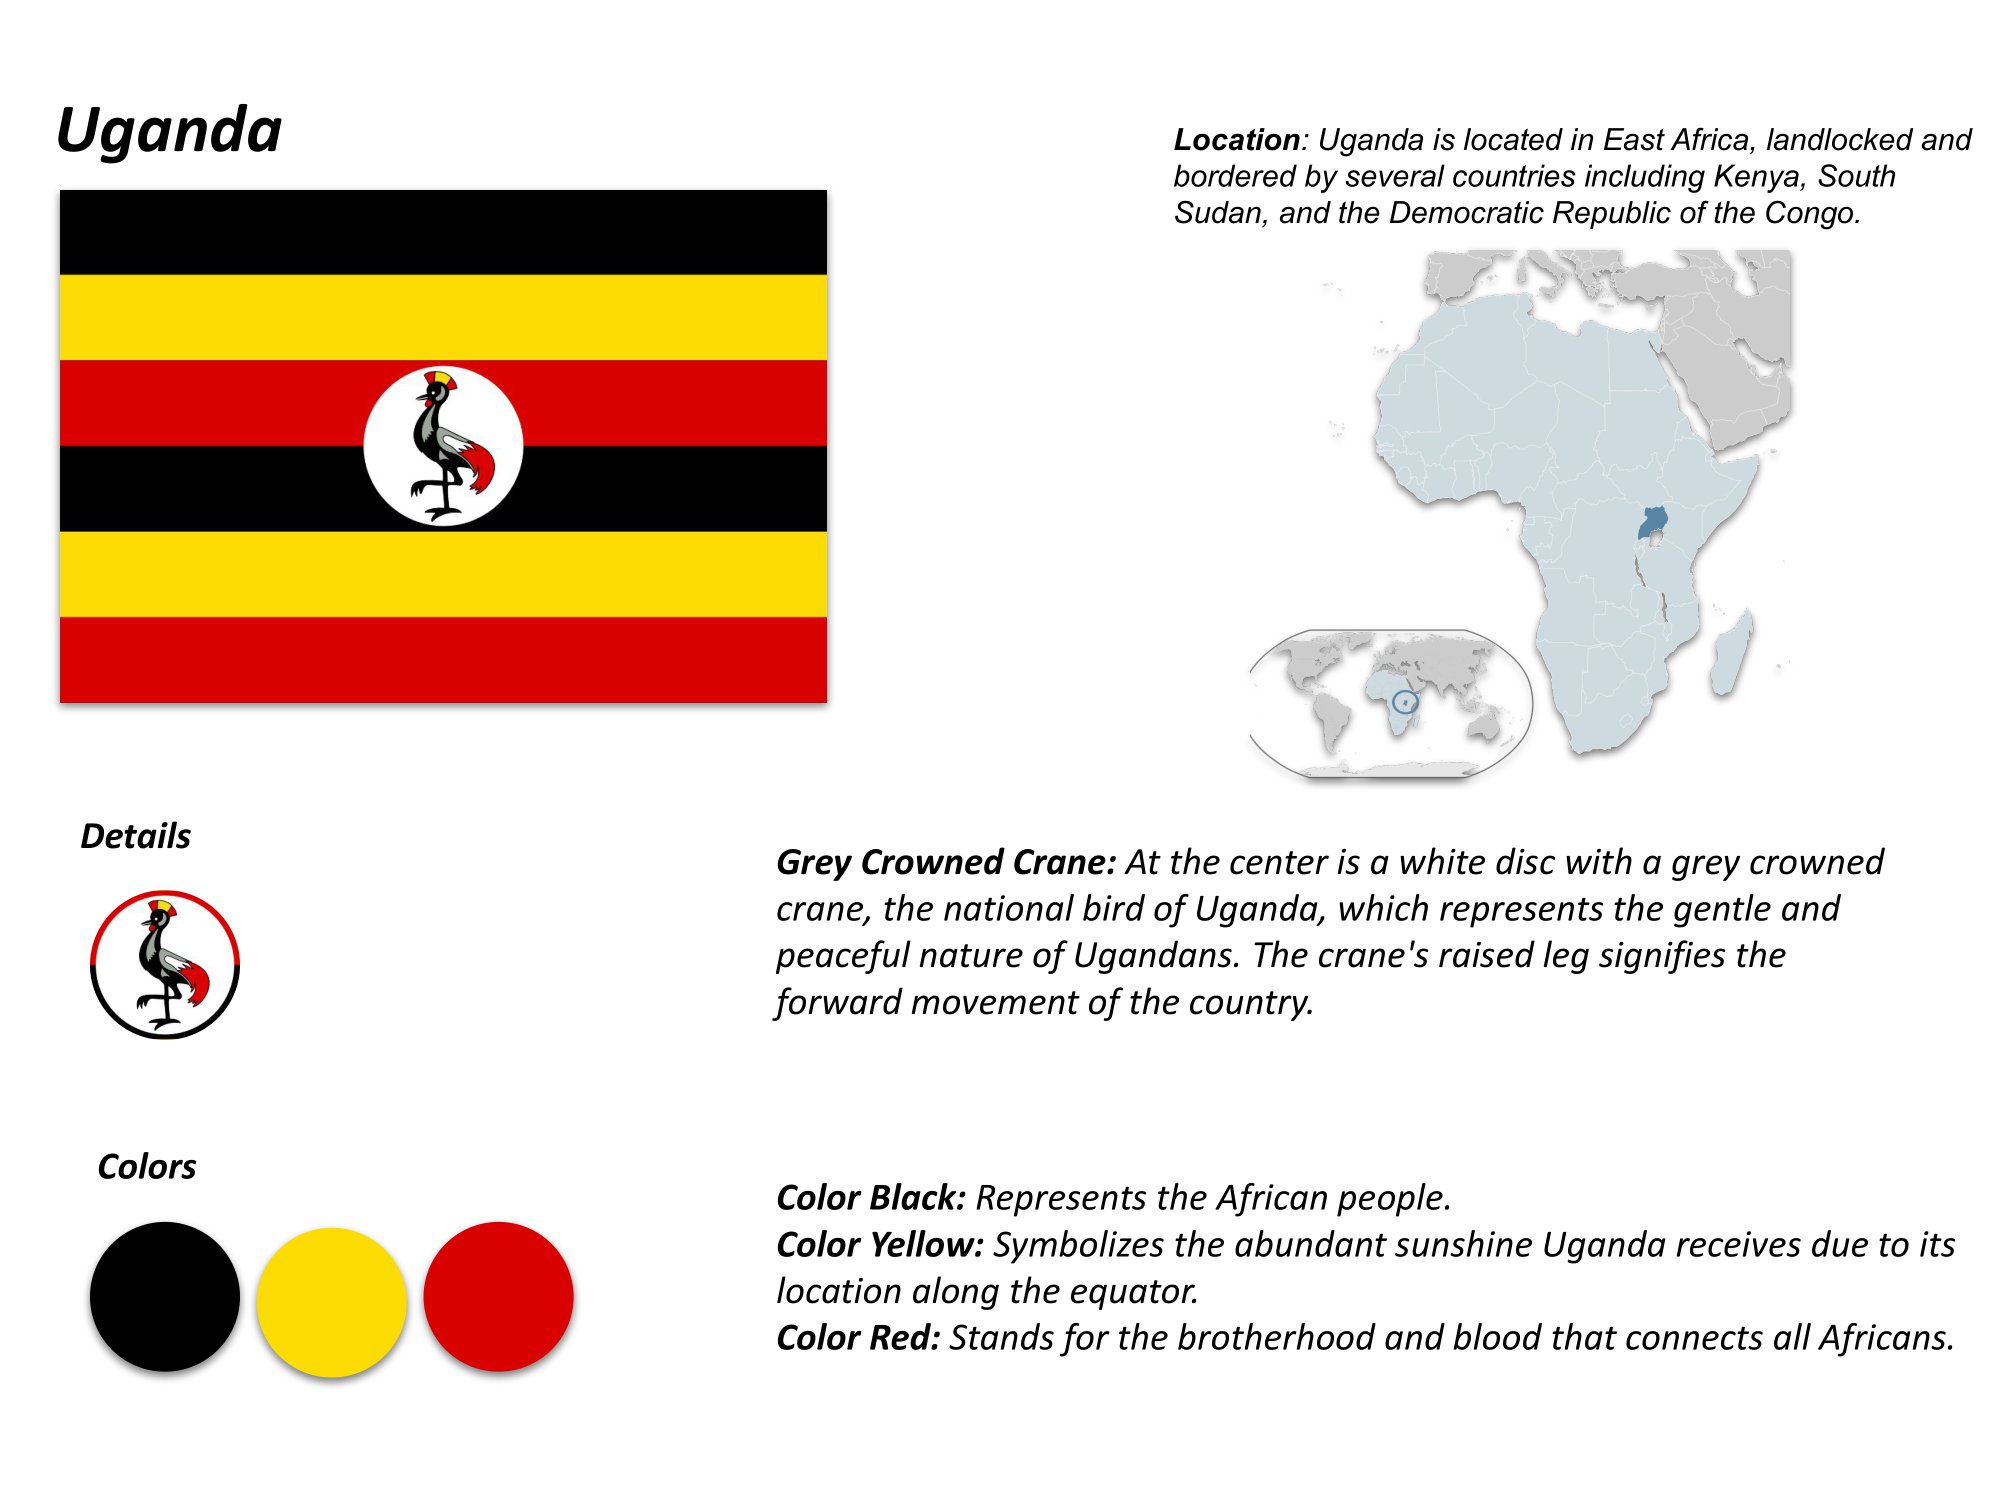 Uganda
Location: Uganda is located in East Africa, landlocked and
bordered by several countries including Kenya, South
Sudan, and the Democratic Republic of the Congo.
Details
Grey Crowned Crane: At the center is a white disc with a grey crowned
crane, the national bird of Uganda, which represents the gentle and
peaceful nature of Ugandans. The crane's raised leg signifies the
forward movement of the country.
Colors
Color Black: Represents the African people.
Color Yellow: Symbolizes the abundant sunshine Uganda receives due to its
location along the equator.
Color Red: Stands for the brotherhood and blood that connects all Africans.